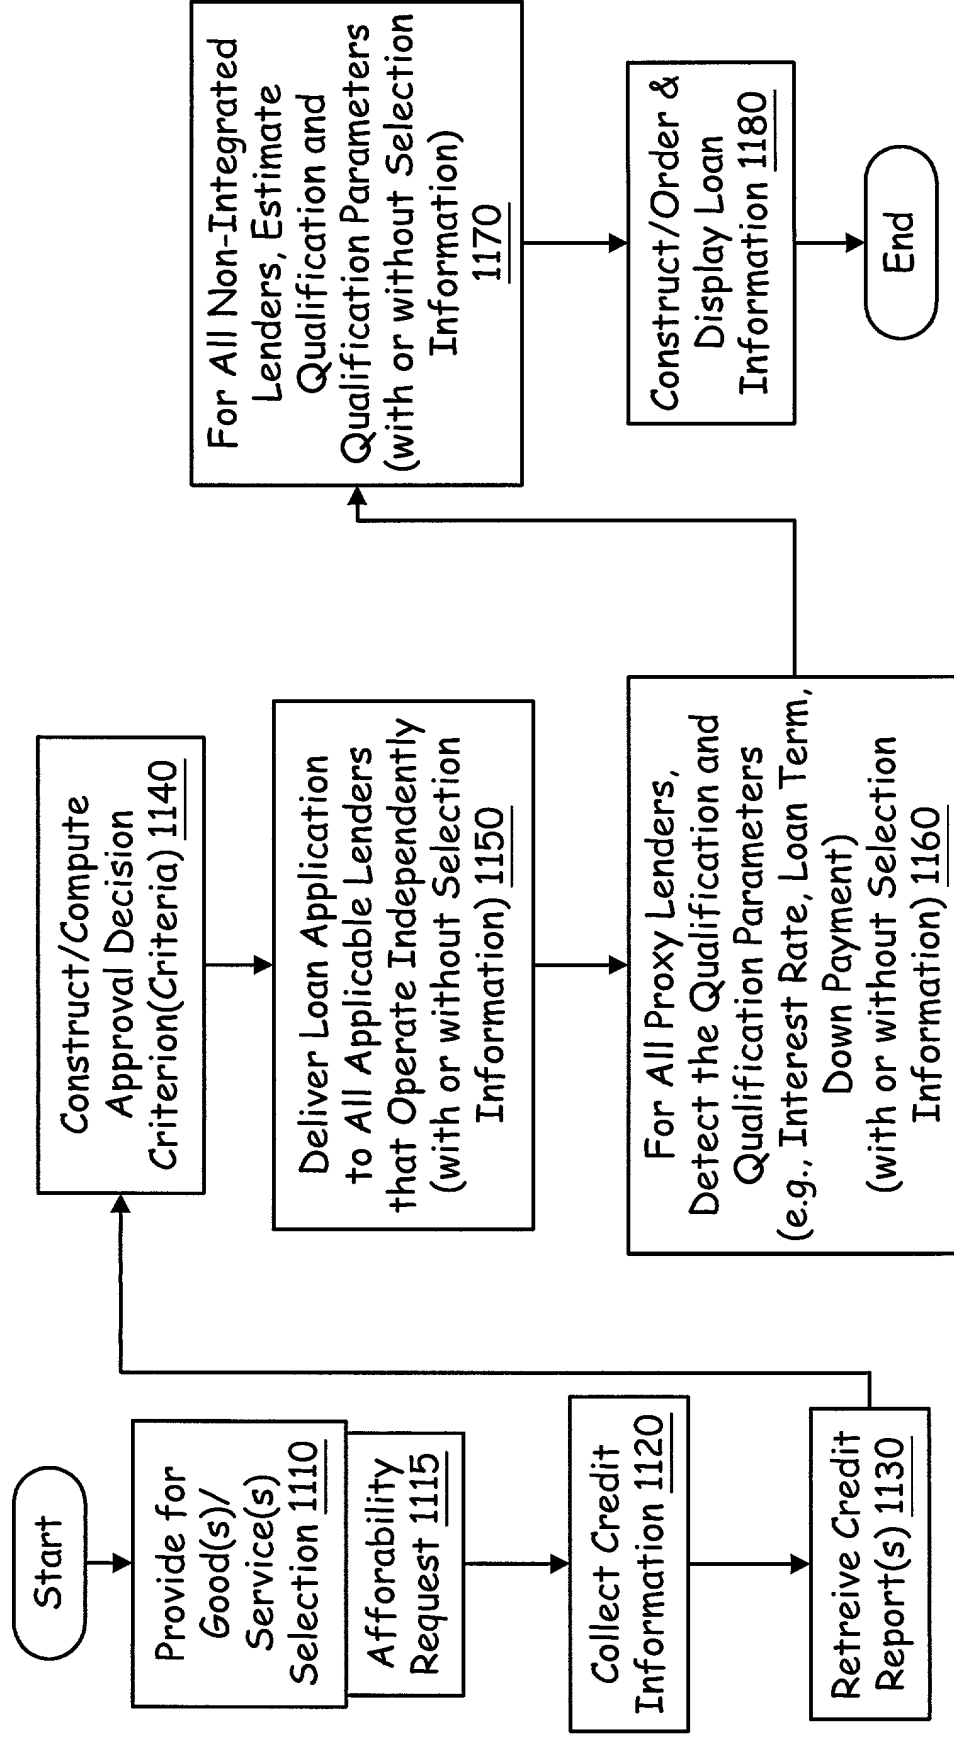 Start
Provide for
Good(s)/
Service(s)
Selection 1110
Afforability
Request 1115
Collect Credit
Information 1120
Retreive Credit
Report(s) 1130
Construct/Compute
Approval Decision
Criterion(Criteria) 1140
Deliver Loan Application
to All Applicable Lenders
that Operate Independently
(with or without Selection
Information) 1150
For All Proxy Lenders,
Detect the Qualification and
Qualification Parameters
(e.g., Interest Rate, Loan Term,
Down Payment)
(with or without Selection
Information) 1160
For All Non-Integrated
Lenders, Estimate
Qualification and
Qualification Parameters
(with or without Selection
Information)
1170
Construct/Order &
Display Loan
Information 1180
End